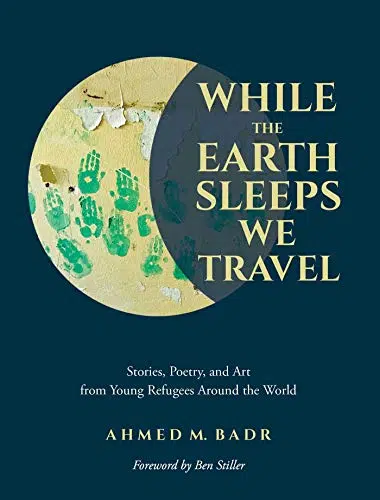 WHILE
THE
EARTH
SLEEPS
WE
TRAVEL
Stories, Poetry, and Art
from Young Refugees Around the World
AHMED M. BADR
Foreword by Ben Stiller